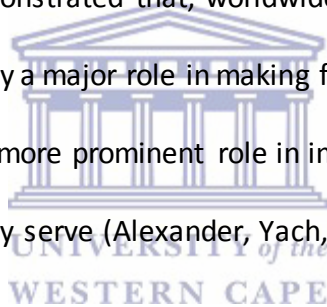 onstrated that, worldwide
y a major role in making f
more prominent role in in
y serve (Alexander, Yach,
UNIVERSITY of the
WESTERN CAPE